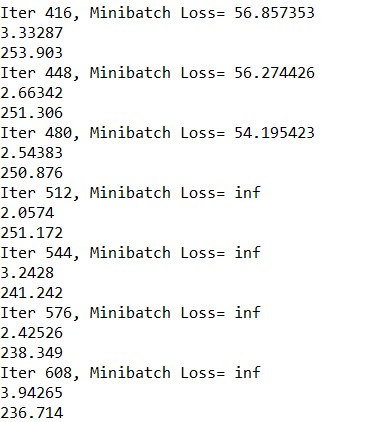 Iter 416, Minibatch Loss= 56.857353
3.33287
253.903
Iter 448, Minibatch Loss= 56.274426
2.66342
251.306
Iter 480, Minibatch Loss= 54.195423
2.54383
250.876
Iter 512, Minibatch Loss= inf
2.0574
251.172
Iter 544, Minibatch Loss= inf
3.2428
241.242
Iter 576, Minibatch Loss= inf
2.42526
238.349
Iter 608, Minibatch Loss= inf
3.94265
236.714